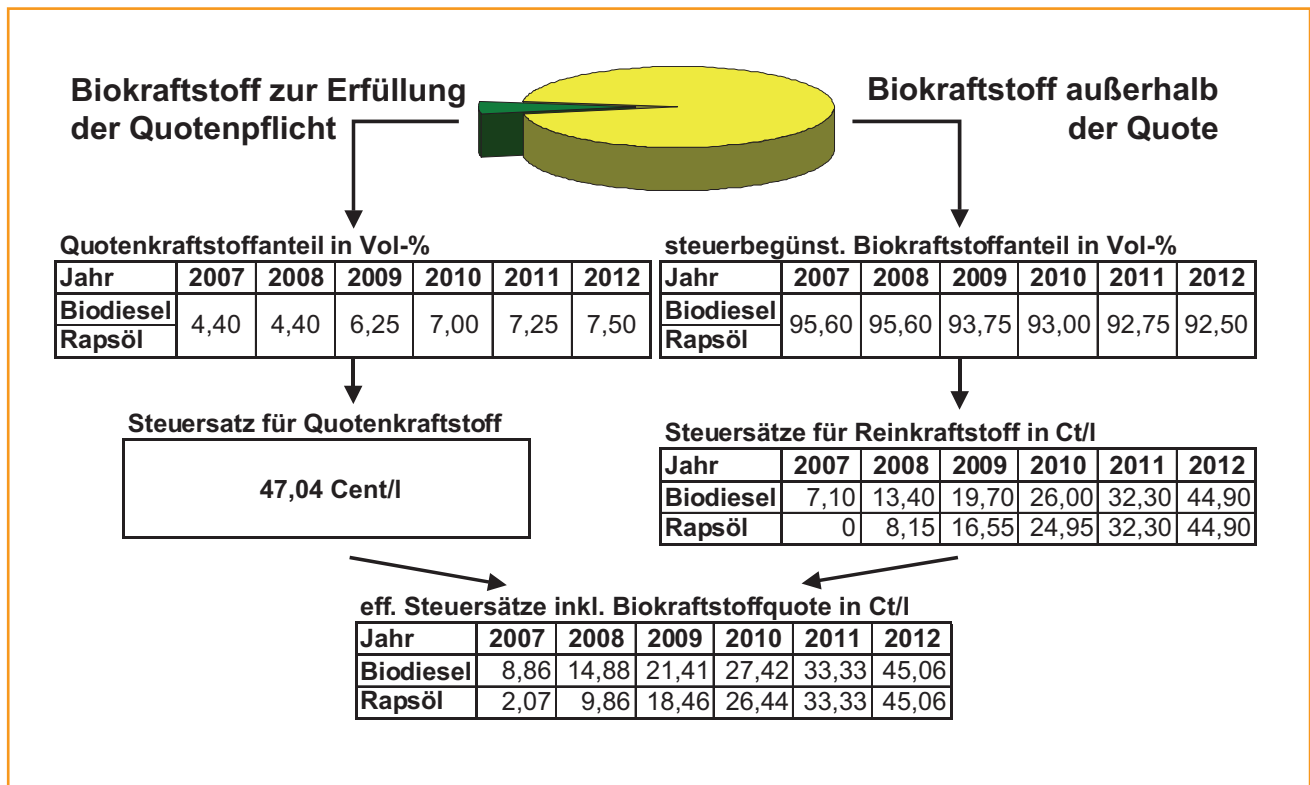 Biokraftstoff zur Erfüllung
der Quotenpflicht
Biokraftstoff außerhalb
der Quote
Quotenkraftstoffanteil in Vol-%
Jahr 2007 2008 2009 2010 2011 2012
Biodiesel
Rapsöl
4,40 4,40 6,25 7,00 7,25 7,50
steuerbegünst. Biokraftstoffanteil in Vol-%
Jahr 2007 2008 2009 2010 2011 2012
Biodiesel
Rapsöl
95,60 95,60 93,75 93,00 92,75 92,50
Steuersatz für Quotenkraftstoff
47,04 Cent/l
Steuersätze für Reinkraftstoff in Ct/l
Jahr 2007 2008 2009 2010 2011 2012
Biodiesel 7,10 13,40 19,70 26,00 32,30 44,90
Rapsöl 0 8,15 16,55 24,95 32,30 44,90
eff. Steuersätze inkl. Biokraftstoffquote in Ct/l
Jahr 2007 2008 2009 2010 2011 2012
Biodiesel 8,86 14,88 21,41 27,42 33,33 45,06
Rapsöl 2,07 9,86 18,46 26,44 33,33 45,06